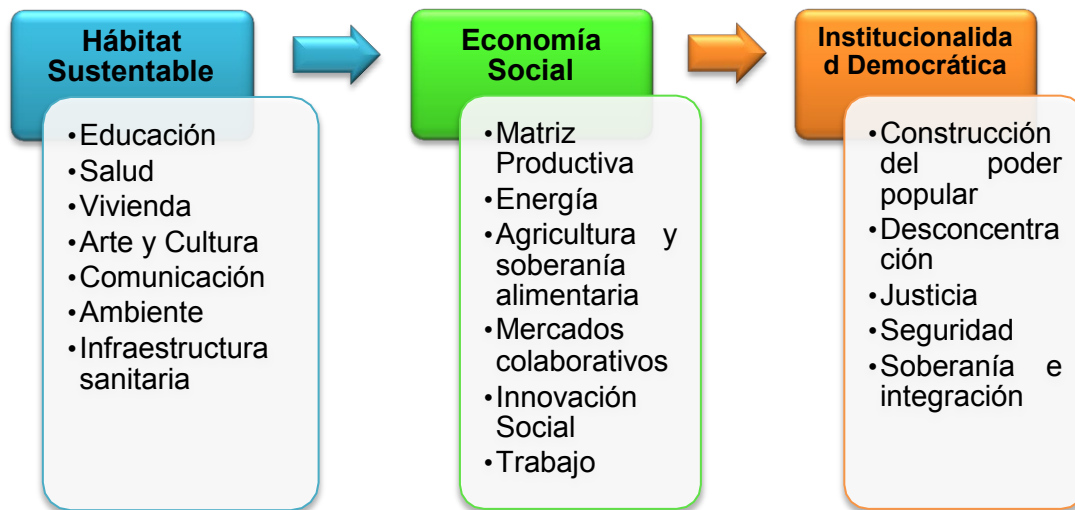 Hábitat
Sustentable
•Educación
•Salud
•Vivienda
•Arte y Cultura
•Comunicación
•Ambiente
•Infraestructura
sanitaria
Economía
Social
•Matriz
Productiva
•Energía
•Agricultura y
soberanía
alimentaria
•Mercados
colaborativos
•Innovación
Social
•Trabajo
Institucionalida
d Democrática
•Construcción
del poder
popular
•Desconcentra
ción
•Justicia
•Seguridad
•Soberanía e
integración